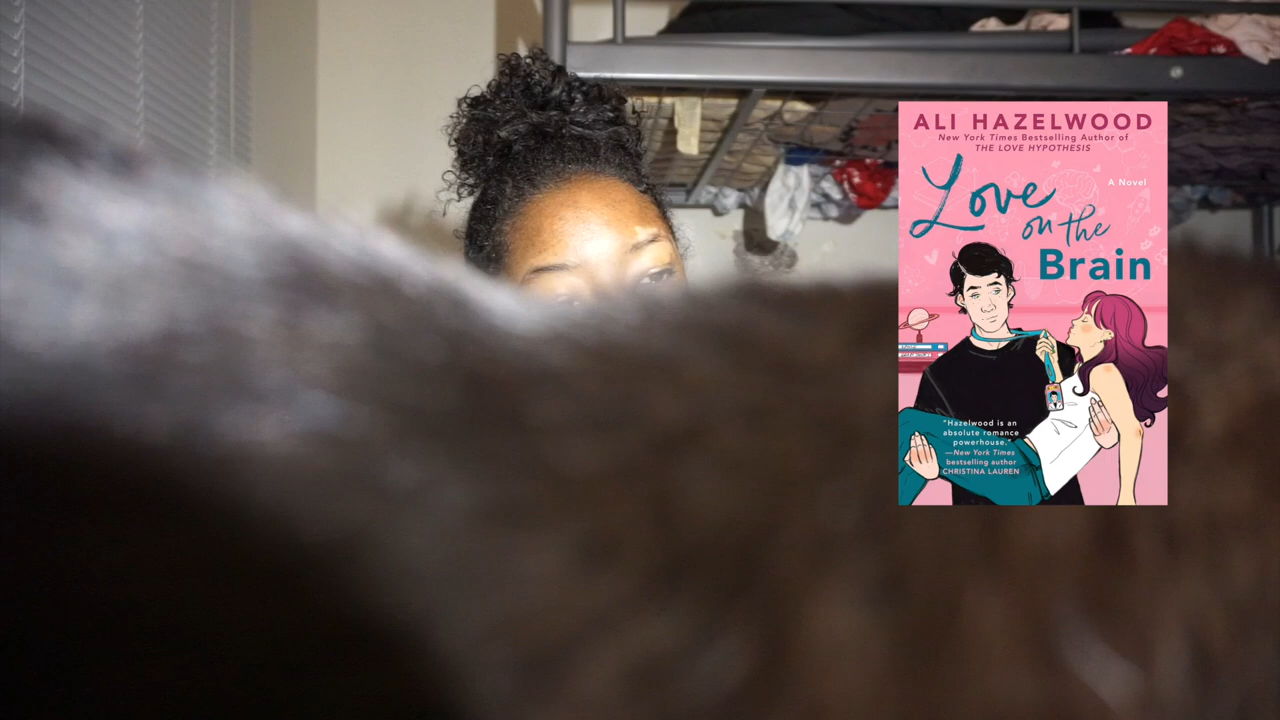 ALI HAZELWOOD
New York Times Bestselling Author of
THE LOVE HYPOTHESIS
A Novel
Love
on the
Brain
"Hazelwood is an
absolute romance
powerhouse."
—New York Times
bestselling author
CHRISTINA LAUREN